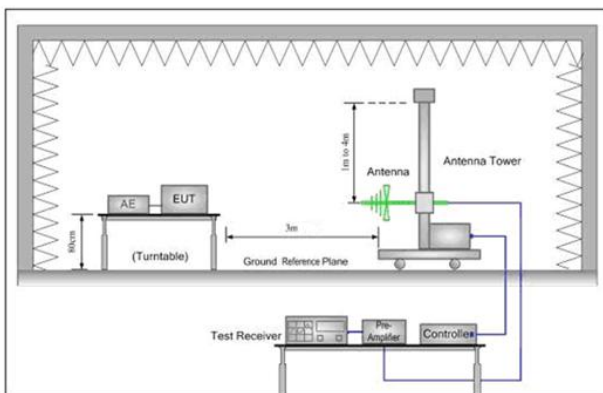 1m to 4m
Antenna
Antenna Tower
AE
EUT
80cm
(Turntable)
3m
Ground Reference Plane
Test Receiver
Pre-
Amplifier
Controller